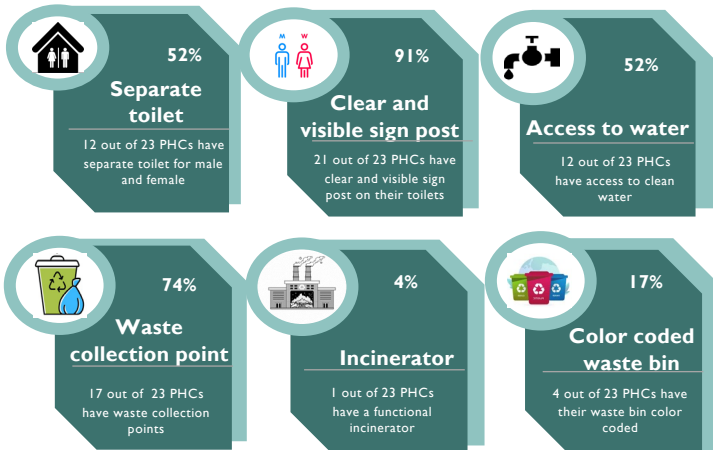 52%
Separate
toilet
12 out of 23 PHCs have
separate toilet for male
and female
M W
91%
Clear and
visible sign post
21 out of 23 PHCs have
clear and visible sign
post on their toilets
52%
Access to water
12 out of 23 PHCs
have access to clean
water
74%
Waste
collection point
17 out of 23 PHCs
have waste collection
points
4%
Incinerator
1 out of 23 PHCs
have a functional
incinerator
17%
Color coded
waste bin
4 out of 23 PHCs have
their waste bin color
coded